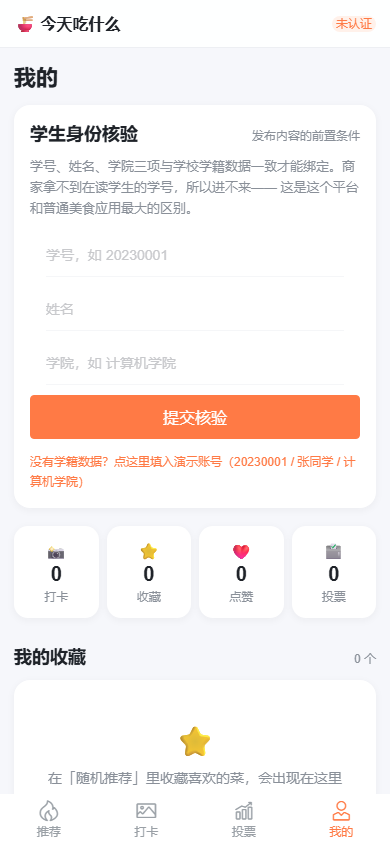 今天吃什么
未认证
我的
学生身份核验
发布内容的前置条件
学号、姓名、学院三项与学校学籍数据一致才能绑定。商
家拿不到在读学生的学号，所以进不来—— 这是这个平台
和普通美食应用最大的区别。
学号，如 20230001
姓名
学院，如 计算机学院
提交核验
没有学籍数据？点这里填入演示账号（20230001 / 张同学 / 计
算机学院）
0 0 0 0
打卡 收藏 点赞 投票
我的收藏
0 个
在「随机推荐」里收藏喜欢的菜，会出现在这里
推荐 打卡 投票 我的